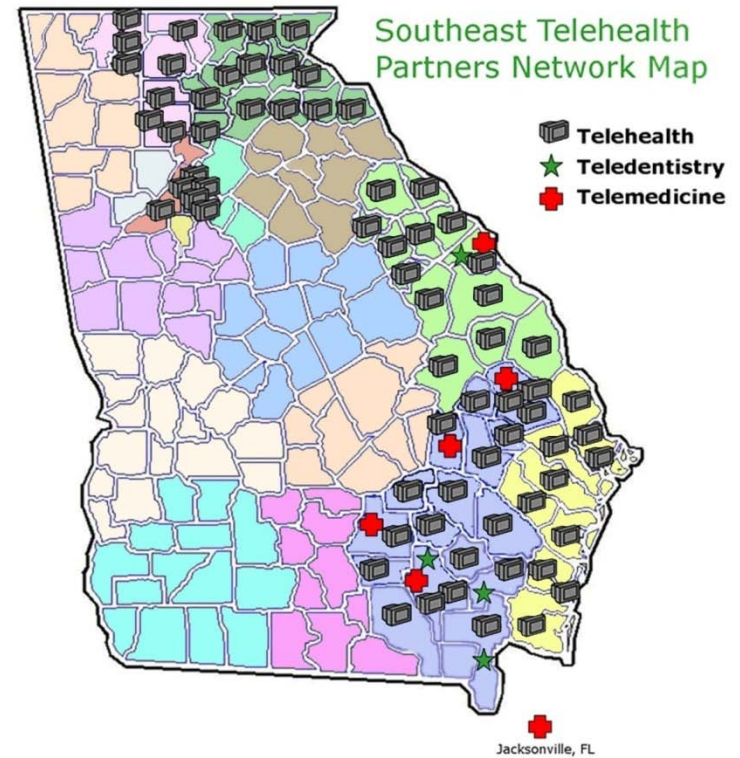 Southeast Telehealth
Partners Network Map
Telehealth
Teledentistry
Telemedicine
Jacksonville, FL